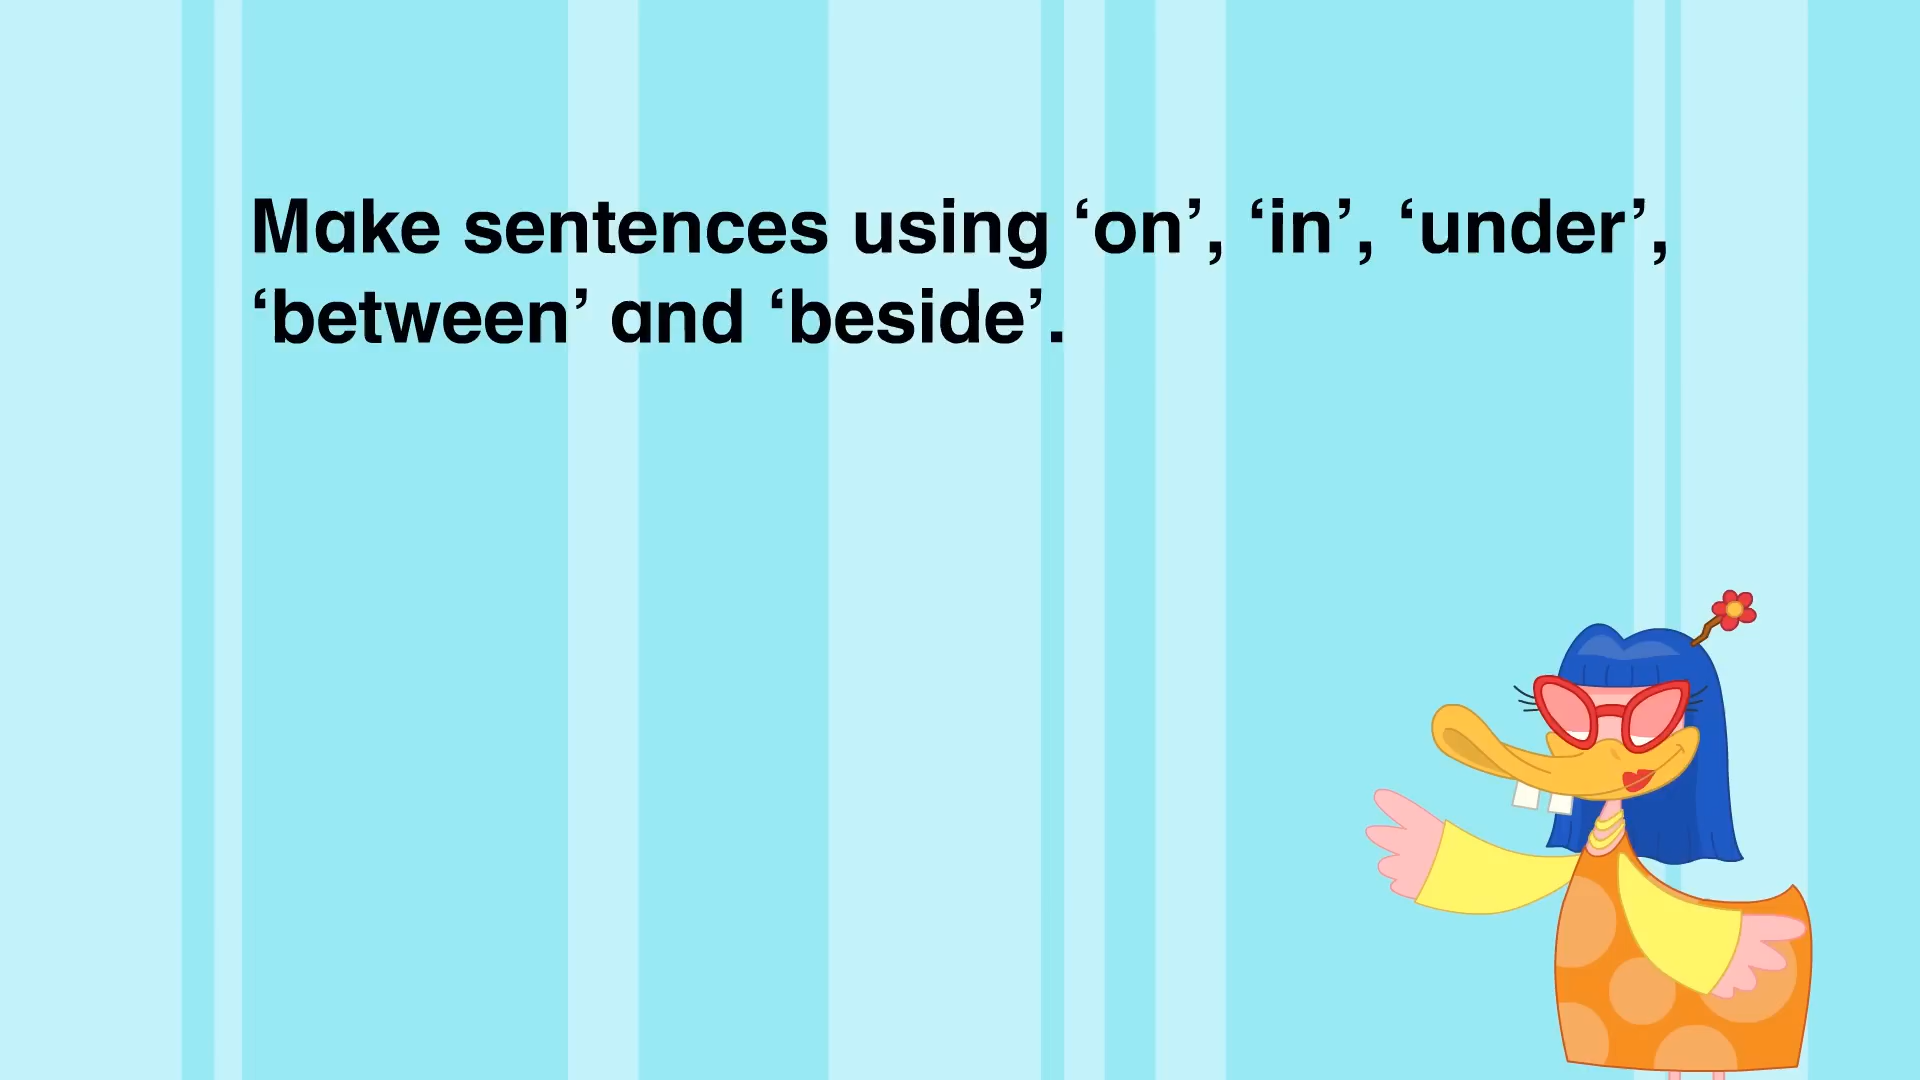 Make sentences using ‘on’, ‘in’, ‘under’,
‘between’ and ‘beside’.